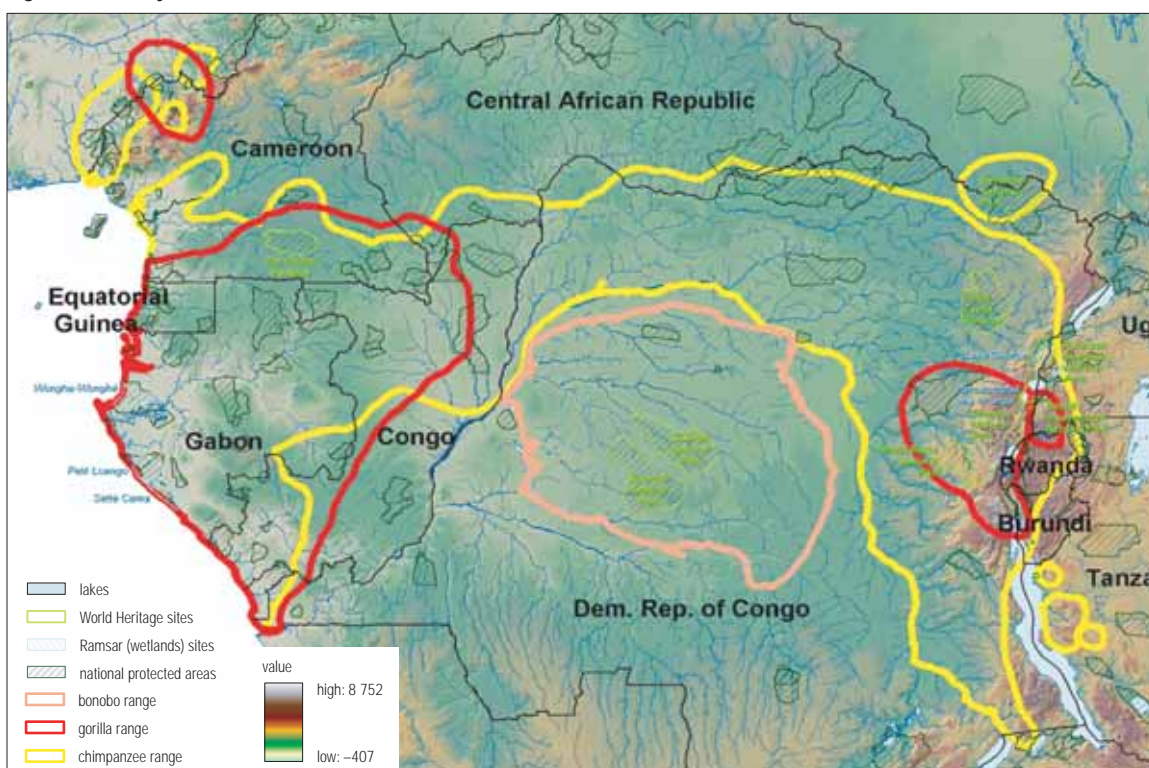 Central African Republic
Cameroon
Equatorial
Guinea
Ug
Gabon
Congo
Petit Loango
Sette Cama
Rwanda
Burundi
Tanza
Dem. Rep. of Congo
lakes
World Heritage sites
Ramsar (wetlands) sites
national protected areas
bonobo range
gorilla range
chimpanzee range
value
high: 8 752
low: –407